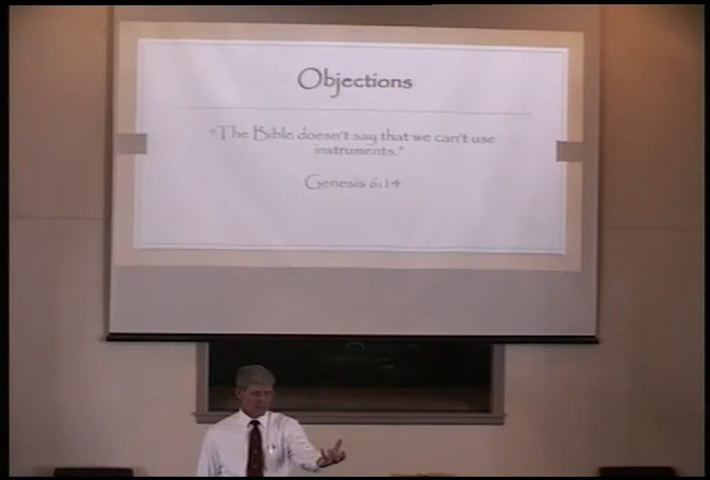 Objections
"The Bible doesn't say that we can't use
instruments."
Genesis 6:14